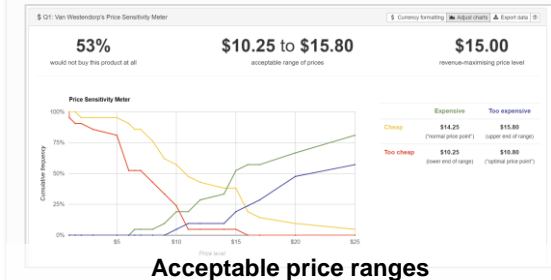 $ Q1: Van Westendorp's Price Sensitivity Meter
$ Currency formatting Adjust charts Export data
53%
would not buy this product at all
$10.25 to $15.80
acceptable range of prices
$15.00
revenue-maximising price level
Price Sensitivity Meter
Cumulative frequency
100%
75%
50%
25%
0%
$5 $10 $15 $20 $25
Price level
Expensive Too expensive
Cheap $14.25 $15.80
("normal price point") (upper end of range)
Too cheap $10.25 $10.80
(lower end of range) ("optimal price point")
Acceptable price ranges